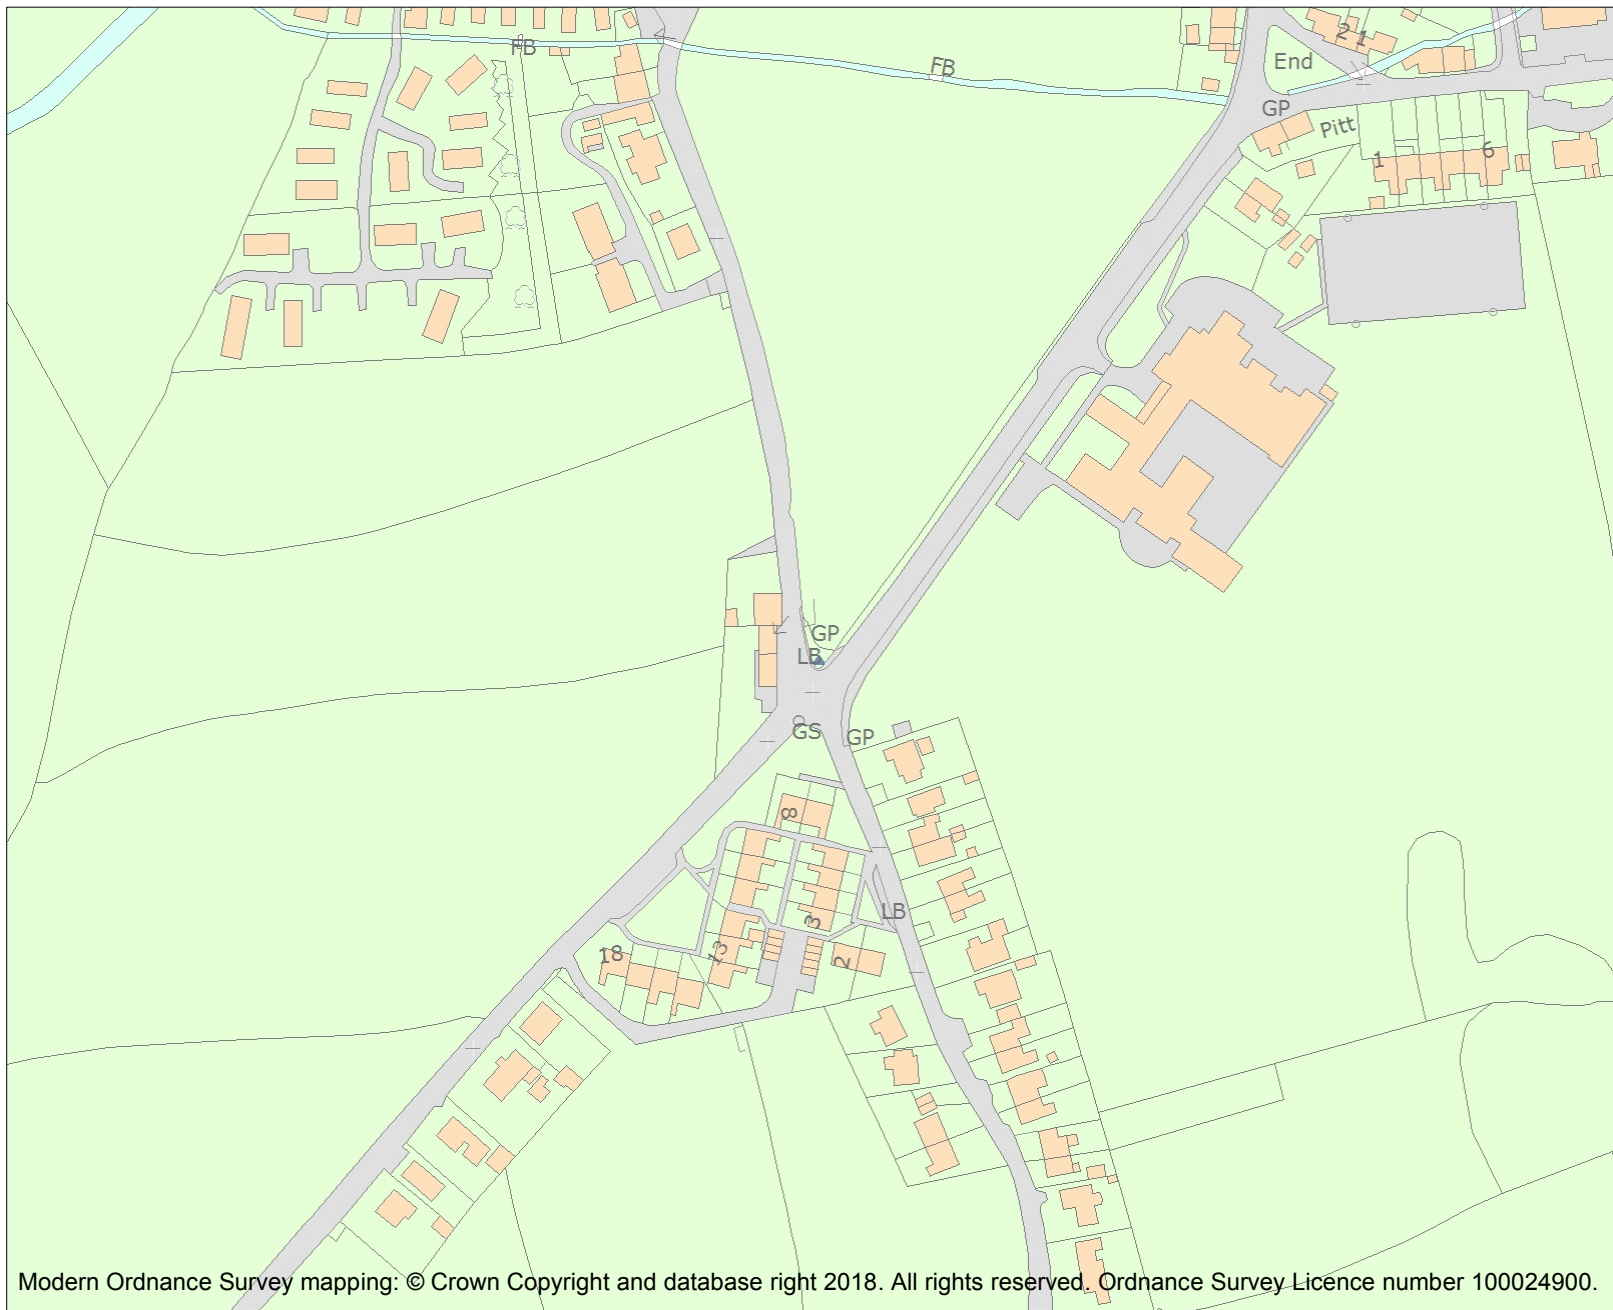 FB
FB
End
2
1
GP
Pitt
1
6
GP
LB
GS
GP
8
3
LB
18
13
2
Modern Ordnance Survey mapping: © Crown Copyright and database right 2018. All rights reserved. Ordnance Survey Licence number 100024900.